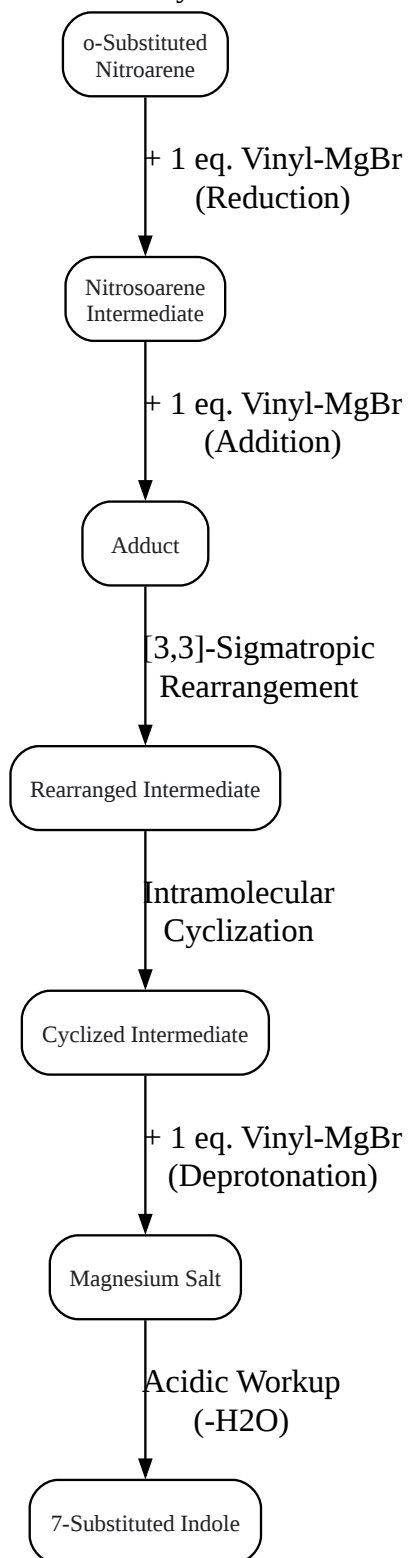 o-Substituted
Nitroarene
+ 1 eq. Vinyl-MgBr
(Reduction)
Nitrosoarene
Intermediate
+ 1 eq. Vinyl-MgBr
(Addition)
Adduct
[3,3]-Sigmatropic
Rearrangement
Rearranged Intermediate
Intramolecular
Cyclization
Cyclized Intermediate
+ 1 eq. Vinyl-MgBr
(Deprotonation)
Magnesium Salt
Acidic Workup
(-H2O)
7-Substituted Indole